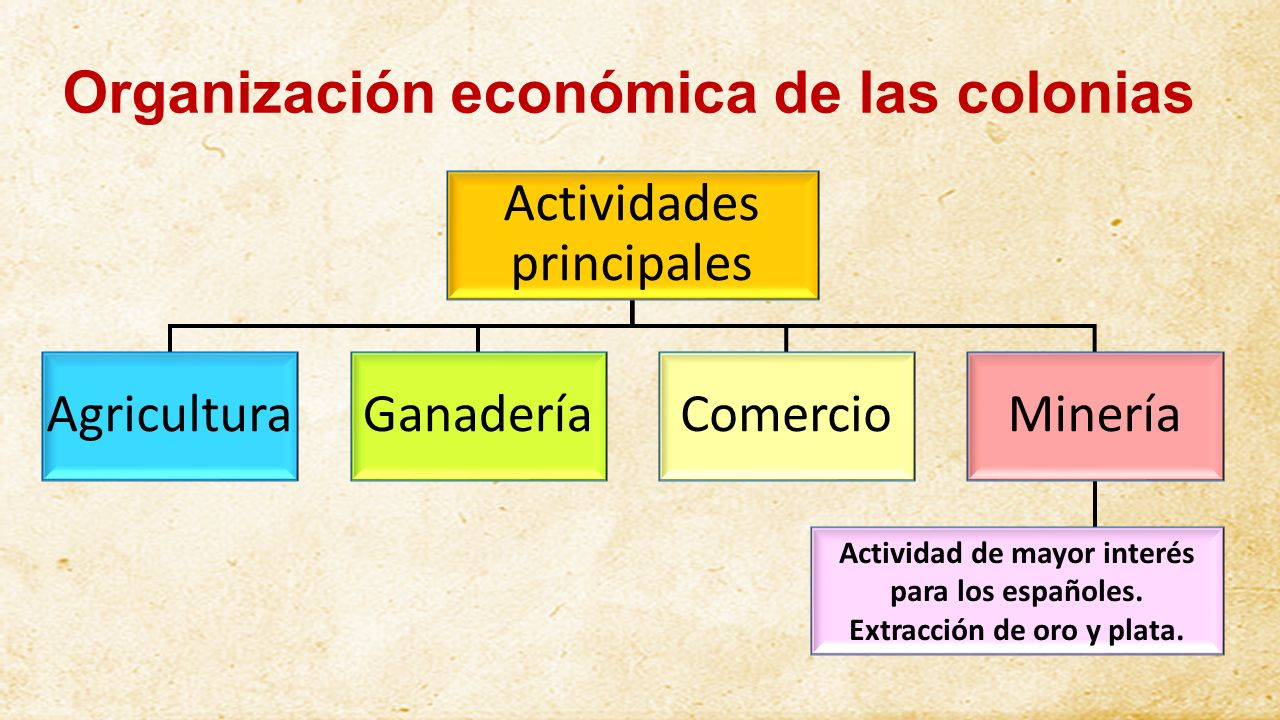 Organización económica de las colonias
Actividades
principales
Agricultura
Ganadería
Comercio
Minería
Actividad de mayor interés
para los españoles.
Extracción de oro y plata.